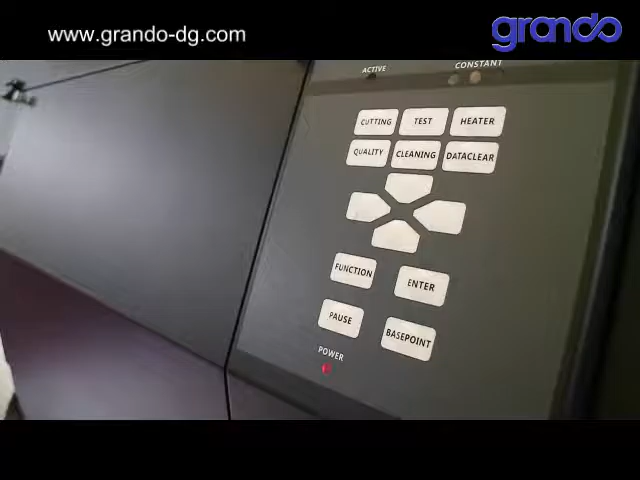 www.grando-dg.com
grando
ACTIVE
CONSTANT
CUTTING
TEST
HEATER
QUALITY
CLEANING
DATACLEAR
FUNCTION
ENTER
PAUSE
BASEPOINT
POWER